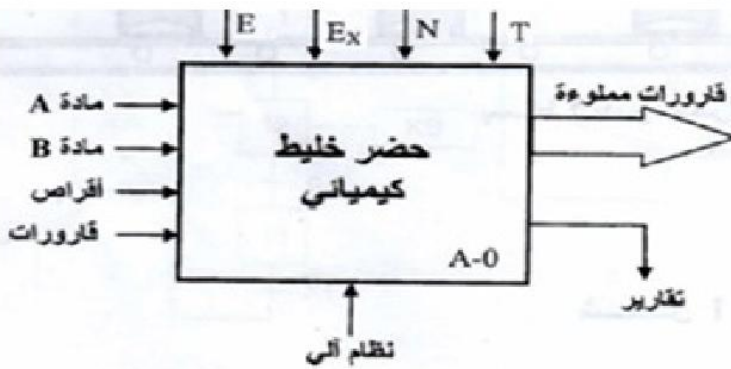 E
Ex
N
T
مادة A
مادة B
أقراص
قارورات
حضر خليط
كيميائي
A-0
قارورات مملوءة
تقارير
نظام آلي